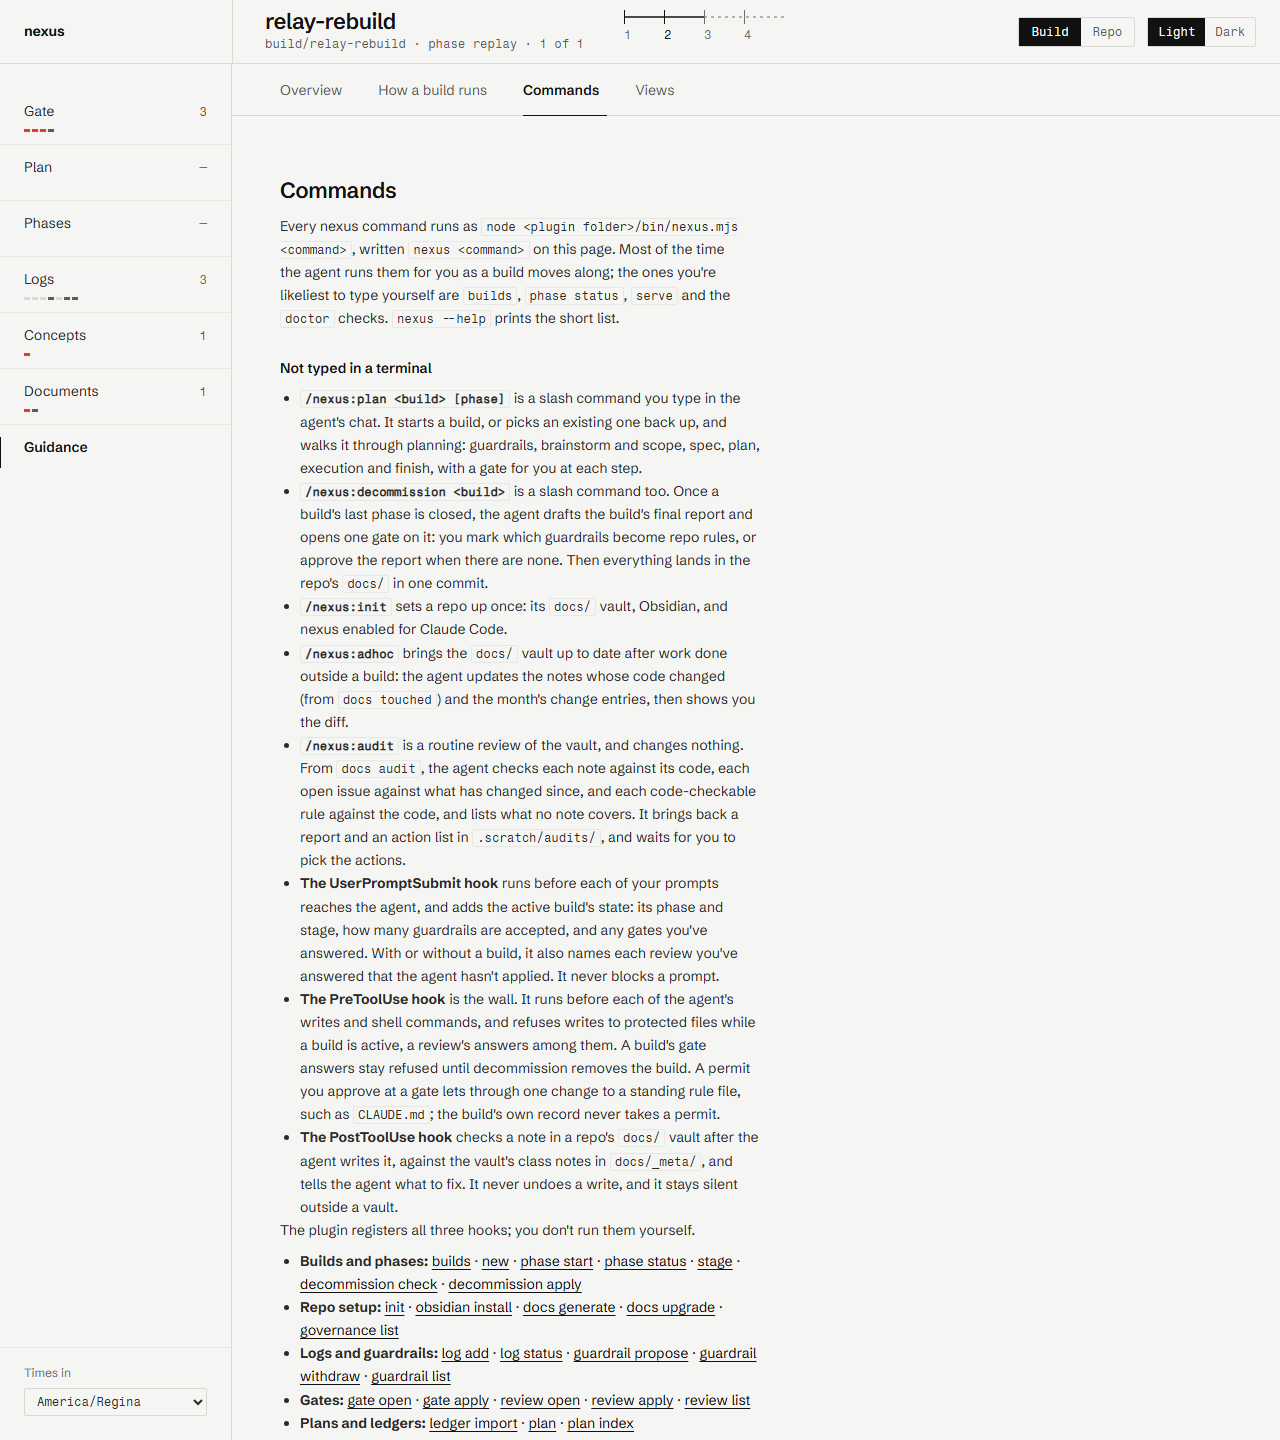 nexus
relay-rebuild
build/relay-rebuild · phase replay · 1 of 1
1 2 3 4
Build Repo
Light Dark
Overview How a build runs Commands Views
Gate 3
Plan –
Phases –
Logs 3
Concepts 1
Documents 1
Guidance
Commands
Every nexus command runs as node <plugin folder>/bin/nexus.mjs
<command>, written nexus <command> on this page. Most of the time
the agent runs them for you as a build moves along; the ones you're
likeliest to type yourself are builds, phase status, serve and the
doctor checks. nexus --help prints the short list.
Not typed in a terminal
• /nexus:plan <build> [phase] is a slash command you type in the
agent's chat. It starts a build, or picks an existing one back up, and
walks it through planning: guardrails, brainstorm and scope, spec, plan,
execution and finish, with a gate for you at each step.
• /nexus:decommission <build> is a slash command too. Once a
build's last phase is closed, the agent drafts the build's final report and
opens one gate on it: you mark which guardrails become repo rules, or
approve the report when there are none. Then everything lands in the
repo's docs/ in one commit.
• /nexus:init sets a repo up once: its docs/ vault, Obsidian, and
nexus enabled for Claude Code.
• /nexus:adhoc brings the docs/ vault up to date after work done
outside a build: the agent updates the notes whose code changed
(from docs touched) and the month's change entries, then shows you
the diff.
• /nexus:audit is a routine review of the vault, and changes nothing.
From docs audit, the agent checks each note against its code, each
open issue against what has changed since, and each code-checkable
rule against the code, and lists what no note covers. It brings back a
report and an action list in .scratch/audits/, and waits for you to
pick the actions.
• The UserPromptSubmit hook runs before each of your prompts
reaches the agent, and adds the active build's state: its phase and
stage, how many guardrails are accepted, and any gates you've
answered. With or without a build, it also names each review you've
answered that the agent hasn't applied. It never blocks a prompt.
• The PreToolUse hook is the wall. It runs before each of the agent's
writes and shell commands, and refuses writes to protected files while
a build is active, a review's answers among them. A build's gate
answers stay refused until decommission removes the build. A permit
you approve at a gate lets through one change to a standing rule file,
such as CLAUDE.md; the build's own record never takes a permit.
• The PostToolUse hook checks a note in a repo's docs/ vault after the
agent writes it, against the vault's class notes in docs/_meta/, and
tells the agent what to fix. It never undoes a write, and it stays silent
outside a vault.
The plugin registers all three hooks; you don't run them yourself.
• Builds and phases: builds · new · phase start · phase status · stage ·
decommission check · decommission apply
• Repo setup: init · obsidian install · docs generate · docs upgrade ·
governance list
• Logs and guardrails: log add · log status · guardrail propose · guardrail
withdraw · guardrail list
• Gates: gate open · gate apply · review open · review apply · review list
• Plans and ledgers: ledger import · plan · plan index
Times in
America/Regina